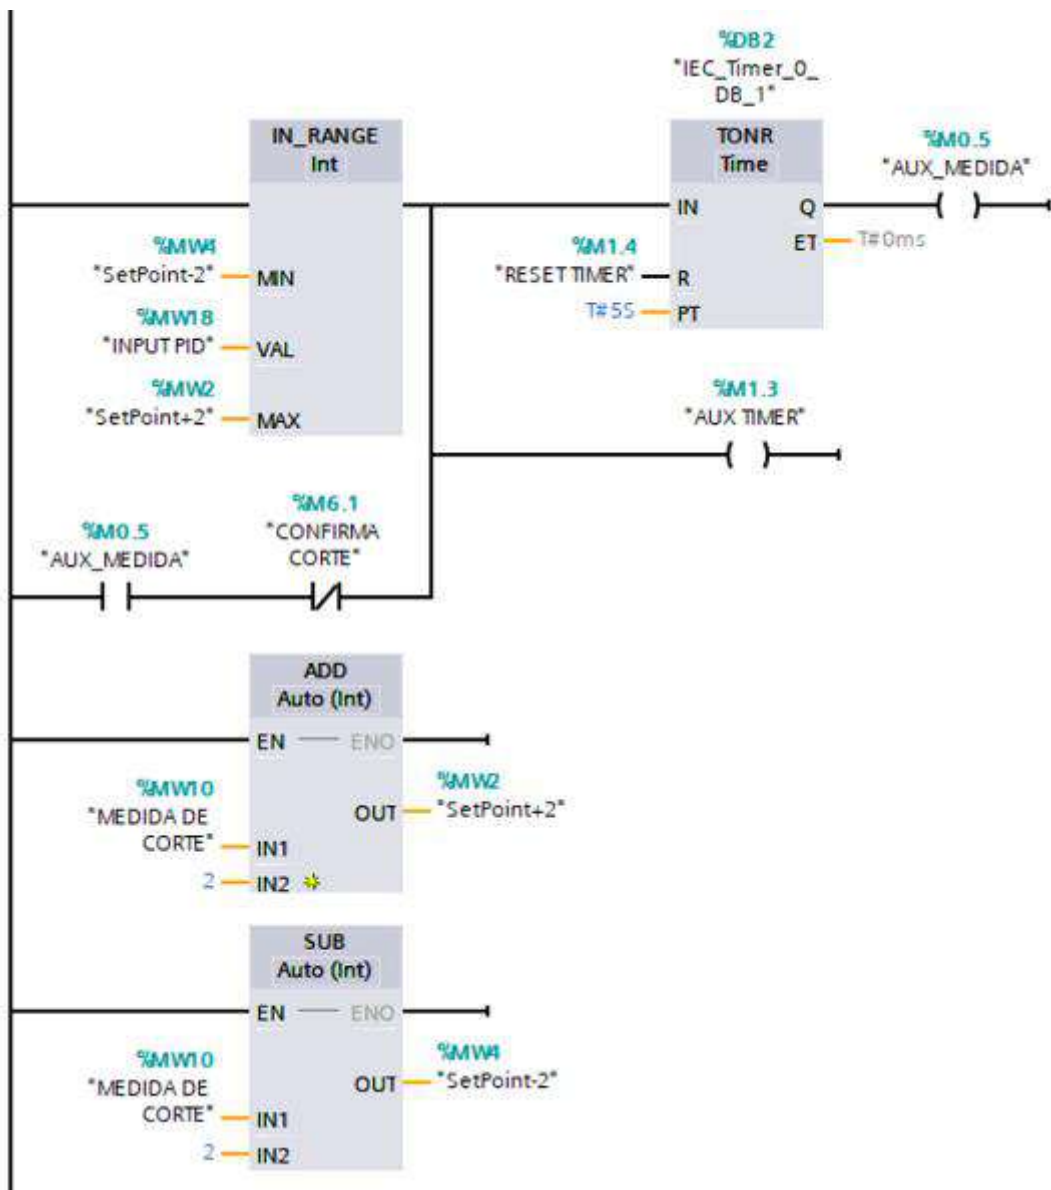 %DB2
"IEC_Timer_0_
DB_1"
IN_RANGE
Int
TONR
Time
%M0.5
"AUX_MEDIDA"
IN
Q
%MW4
"SetPoint-2"
MIN
%M1.4
"RESET TIMER"
R
ET
T#0ms
%MW18
"INPUT PID"
VAL
T#5S
PT
%MW2
"SetPoint+2"
MAX
%M1.3
"AUX TIMER"
%M0.5
"AUX_MEDIDA"
%M6.1
"CONFIRMA
CORTE"
ADD
Auto (Int)
EN
ENO
%MW10
"MEDIDA DE
CORTE"
IN1
OUT
%MW2
"SetPoint+2"
2
IN2
SUB
Auto (Int)
EN
ENO
%MW10
"MEDIDA DE
CORTE"
IN1
OUT
%MW4
"SetPoint-2"
2
IN2